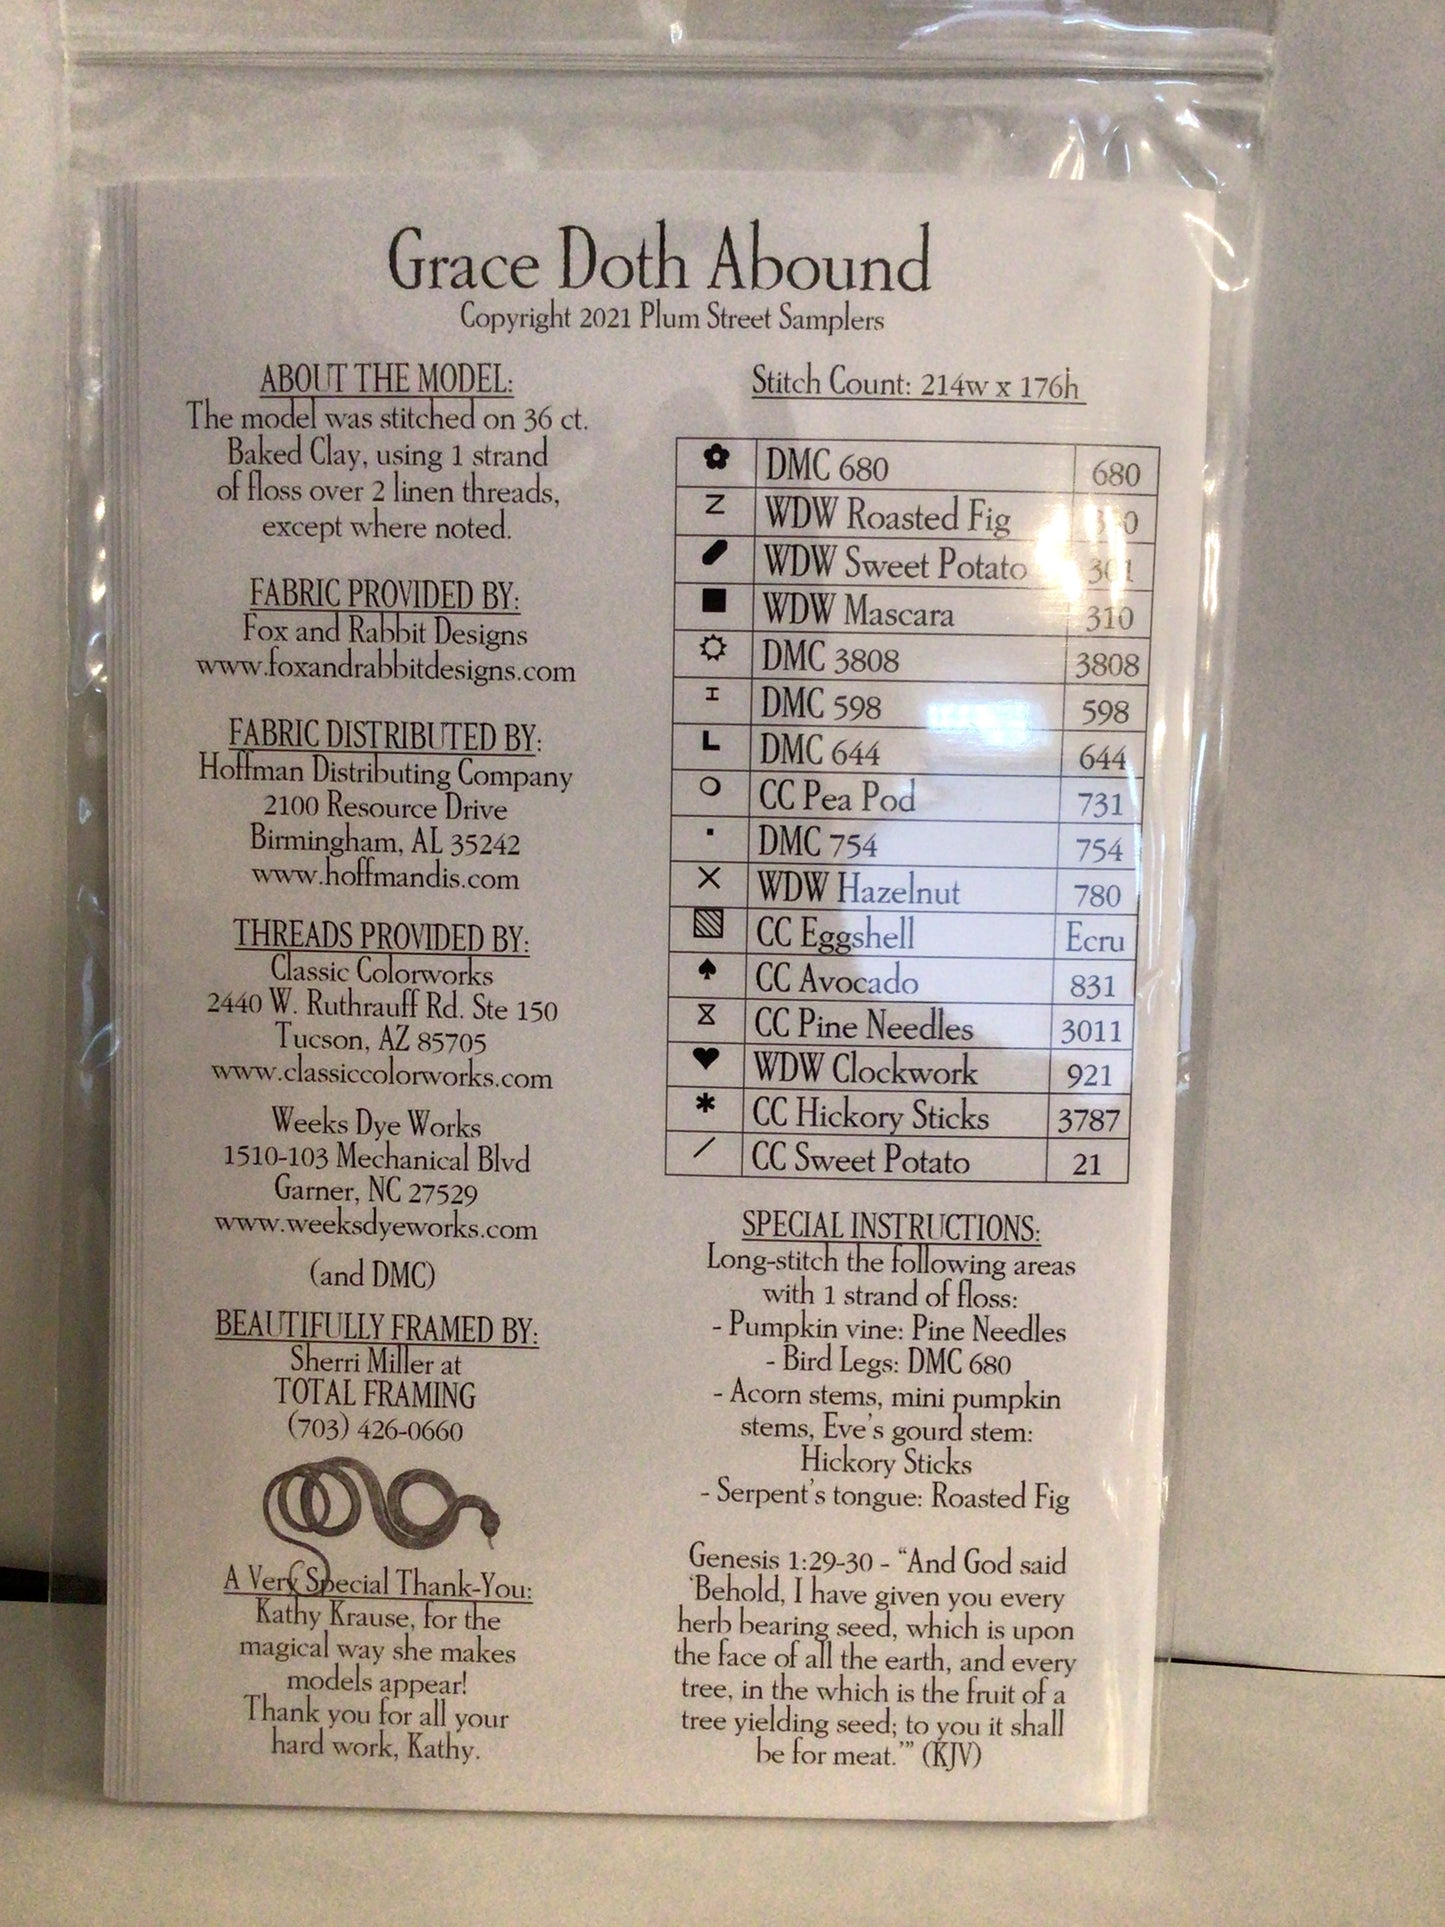 Grace Doth Abound
Copyright 2021 Plum Street Samplers
ABOUT THE MODEL:
The model was stitched on 36 ct.
Baked Clay, using 1 strand
of floss over 2 linen threads,
except where noted.
FABRIC PROVIDED BY:
Fox and Rabbit Designs
www.foxandrabbitdesigns.com
FABRIC DISTRIBUTED BY:
Hoffman Distributing Company
2100 Resource Drive
Birmingham, AL 35242
www.hoffmandis.com
THREADS PROVIDED BY:
Classic Colorworks
2440 W. Ruthrauff Rd. Ste 150
Tucson, AZ 85705
www.classiccolorworks.com
Weeks Dye Works
1510-103 Mechanical Blvd
Garner, NC 27529
www.weeksdyeworks.com
(and DMC)
BEAUTIFULLY FRAMED BY:
Sherri Miller at
TOTAL FRAMING
(703) 426-0660
A Very Special Thank-You:
Kathy Krause, for the
magical way she makes
models appear!
Thank you for all your
hard work, Kathy.
Stitch Count: 214w x 176h
DMC 680 680
WDW Roasted Fig
WDW Sweet Potato
WDW Mascara 310
DMC 3808 3808
DMC 598 598
DMC 644 644
CC Pea Pod 731
DMC 754 754
WDW Hazelnut 780
CC Eggshell Ecru
CC Avocado 831
CC Pine Needles 3011
WDW Clockwork 921
CC Hickory Sticks 3787
CC Sweet Potato 21
SPECIAL INSTRUCTIONS:
Long-stitch the following areas
with 1 strand of floss:
- Pumpkin vine: Pine Needles
- Bird Legs: DMC 680
- Acorn stems, mini pumpkin
stems, Eve's gourd stem:
Hickory Sticks
- Serpent's tongue: Roasted Fig
Genesis 1:29-30 - “And God said
‘Behold, I have given you every
herb bearing seed, which is upon
the face of all the earth, and every
tree, in the which is the fruit of a
tree yielding seed; to you it shall
be for meat.’” (KJV)